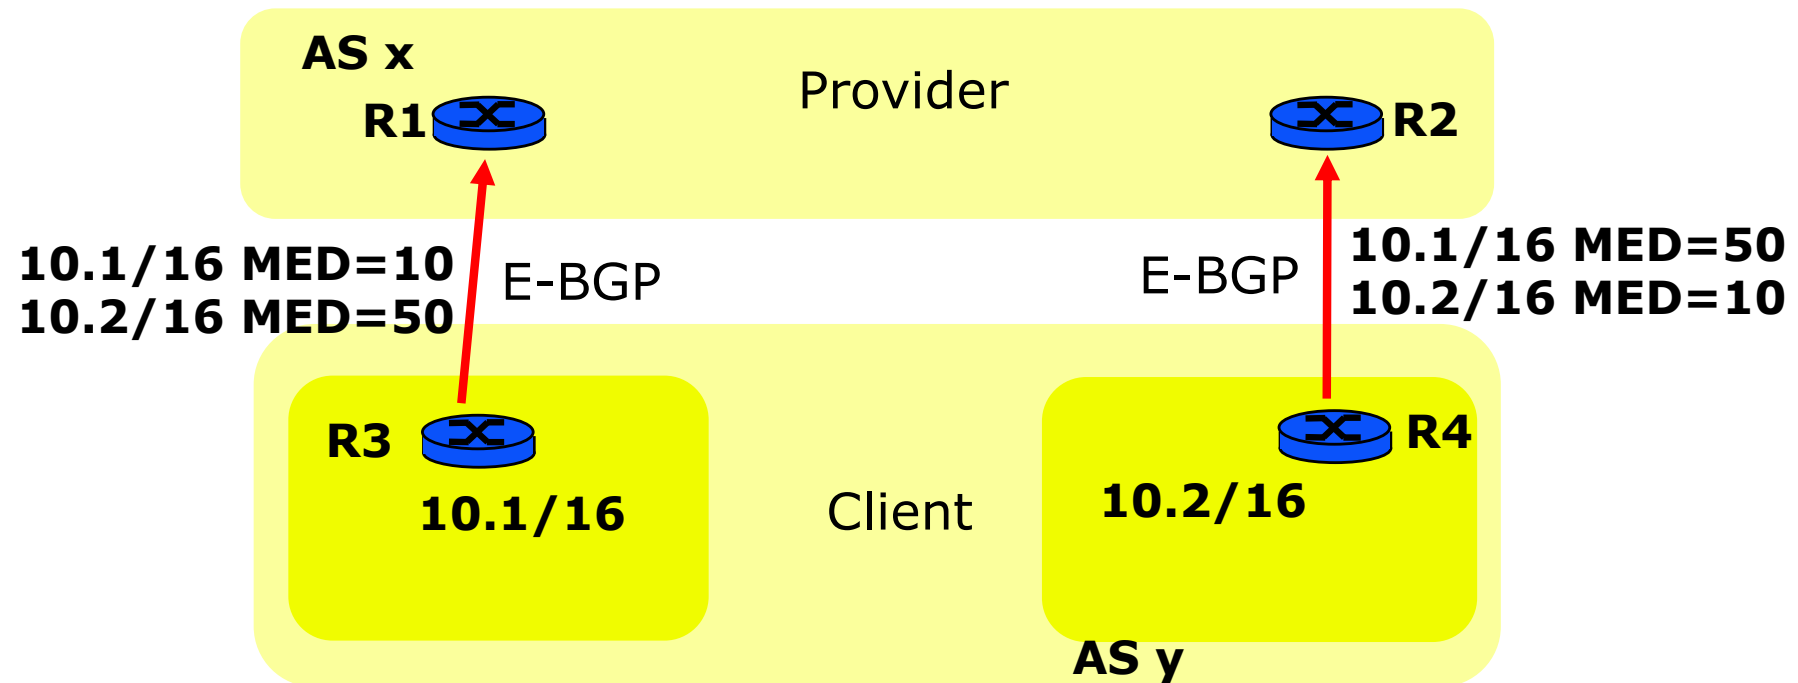 AS x
Provider
R1
R2
10.1/16 MED=10
10.2/16 MED=50
E-BGP
E-BGP
10.1/16 MED=50
10.2/16 MED=10
R3
R4
10.1/16
Client
10.2/16
AS y